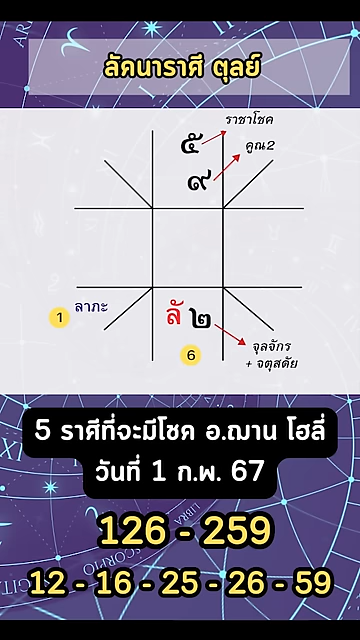 ลัคนาราศี ตุลย์
ราชาโชค
๕
คูณ2
๙
ลาภะ
1
ลั ๒
6
จุลจักร
+ จตุสดัย
5 ราศีที่จะมีโชค อ.ฌาน โฮลี่
วันที่ 1 ก.พ. 67
126 - 259
12 - 16 - 25 - 26 - 59
LIBRA
SCORPIO